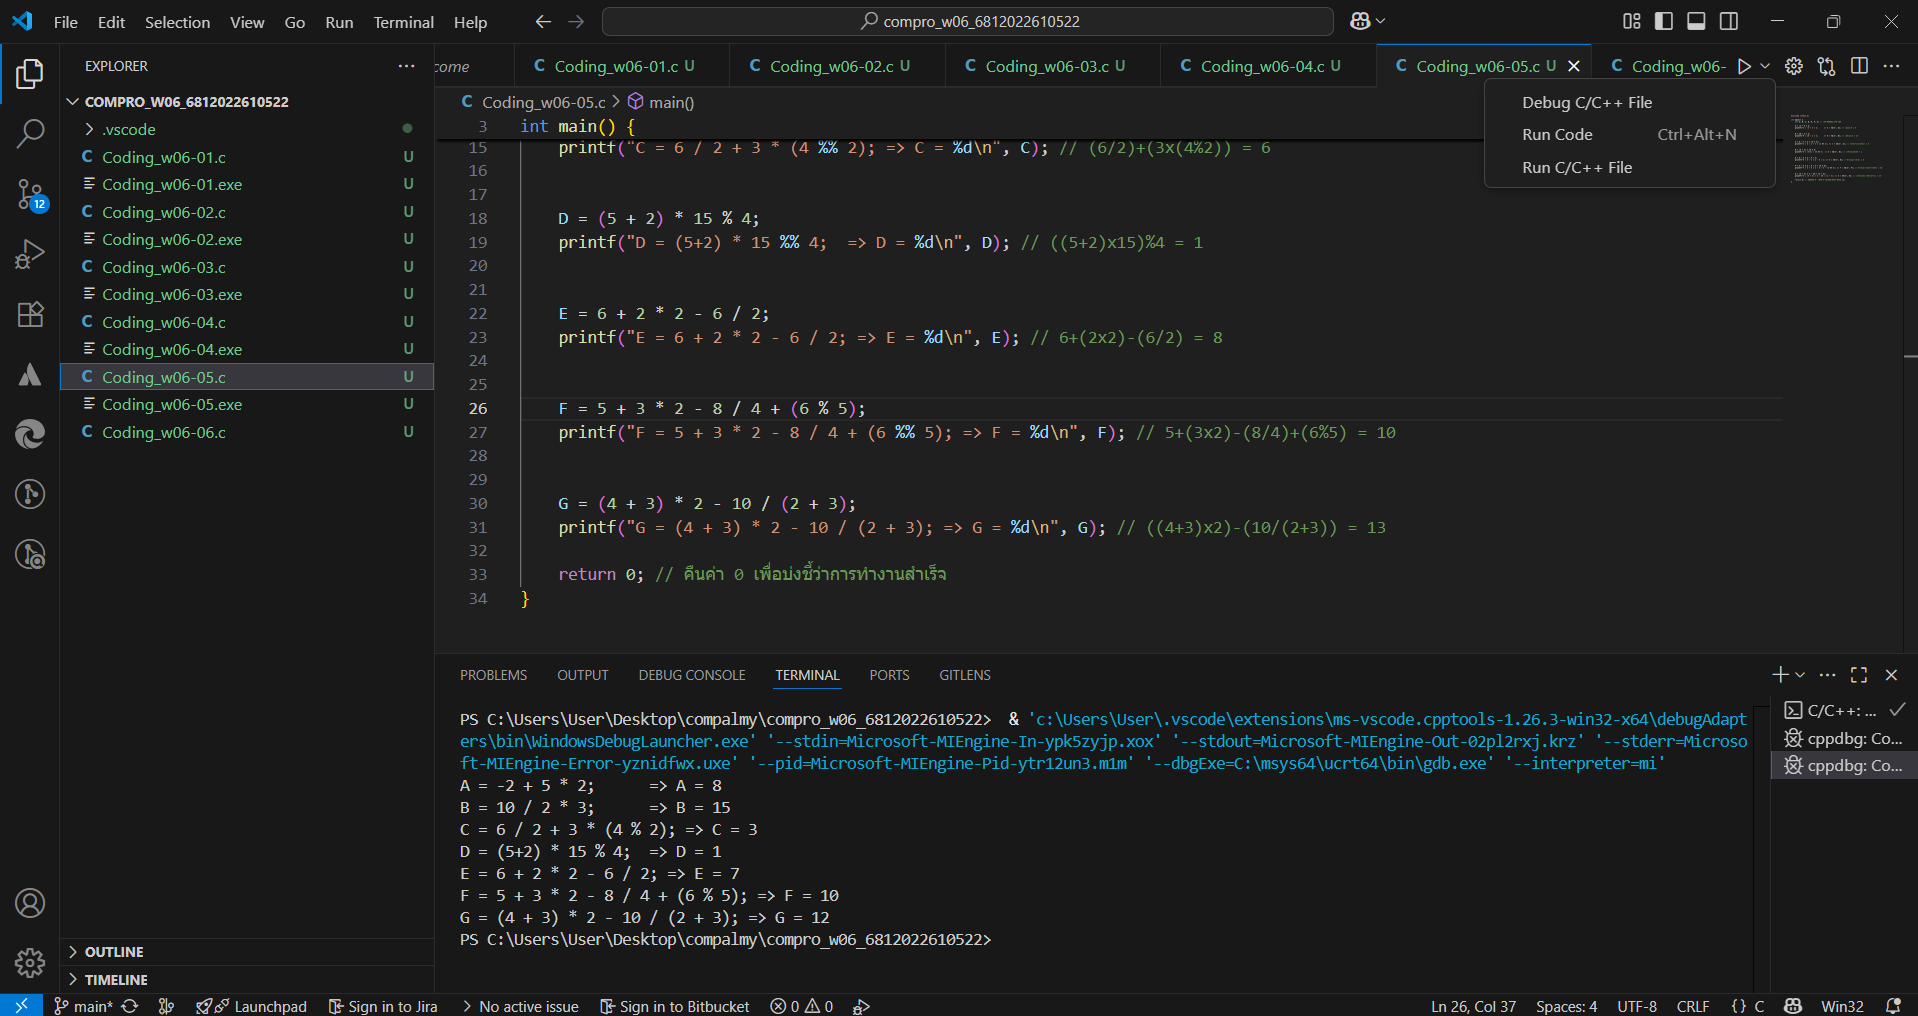 File Edit Selection View Go Run Terminal Help
compro_w06_6812022610522
EXPLORER
COMPRO_W06_6812022610522
.vscode
Coding_w06-01.c U
Coding_w06-01.exe U
Coding_w06-02.c U
Coding_w06-02.exe U
Coding_w06-03.c U
Coding_w06-03.exe U
Coding_w06-04.c U
Coding_w06-04.exe U
Coding_w06-05.c U
Coding_w06-05.exe U
Coding_w06-06.c U
12
OUTLINE
TIMELINE
come C Coding_w06-01.c U C Coding_w06-02.c U C Coding_w06-03.c U C Coding_w06-04.c U C Coding_w06-05.c U C Coding_w06-
C Coding_w06-05.c > main()
Debug C/C++ File
Run Code Ctrl+Alt+N
Run C/C++ File
3 int main() {
15 printf("C = 6 / 2 + 3 * (4 %% 2); => C = %d\n", C); // (6/2)+(3x(4%2)) = 6
16
17
18 D = (5 + 2) * 15 % 4;
19 printf("D = (5+2) * 15 %% 4;  => D = %d\n", D); // ((5+2)x15)%4 = 1
20
21
22 E = 6 + 2 * 2 - 6 / 2;
23 printf("E = 6 + 2 * 2 - 6 / 2; => E = %d\n", E); // 6+(2x2)-(6/2) = 8
24
25
26 F = 5 + 3 * 2 - 8 / 4 + (6 % 5);
27 printf("F = 5 + 3 * 2 - 8 / 4 + (6 %% 5); => F = %d\n", F); // 5+(3x2)-(8/4)+(6%5) = 10
28
29
30 G = (4 + 3) * 2 - 10 / (2 + 3);
31 printf("G = (4 + 3) * 2 - 10 / (2 + 3); => G = %d\n", G); // ((4+3)x2)-(10/(2+3)) = 13
32
33 return 0; // คืนค่า 0 เพื่อบ่งชี้ว่าการทำงานสำเร็จ
34 }
PROBLEMS OUTPUT DEBUG CONSOLE TERMINAL PORTS GITLENS
PS C:\Users\User\Desktop\compalmy\compro_w06_6812022610522>  & 'c:\Users\User\.vscode\extensions\ms-vscode.cpptools-1.26.3-win32-x64\debugAdapt
ers\bin\WindowsDebugLauncher.exe' '--stdin=Microsoft-MIEngine-In-ypk5zyjp.xox' '--stdout=Microsoft-MIEngine-Out-02pl2rxj.krz' '--stderr=Microso
ft-MIEngine-Error-yznidfwx.uxe' '--pid=Microsoft-MIEngine-Pid-ytr12un3.m1m' '--dbgExe=C:\msys64\ucrt64\bin\gdb.exe' '--interpreter=mi'
A = -2 + 5 * 2;      => A = 8
B = 10 / 2 * 3;      => B = 15
C = 6 / 2 + 3 * (4 % 2); => C = 3
D = (5+2) * 15 % 4;  => D = 1
E = 6 + 2 * 2 - 6 / 2; => E = 7
F = 5 + 3 * 2 - 8 / 4 + (6 % 5); => F = 10
G = (4 + 3) * 2 - 10 / (2 + 3); => G = 12
PS C:\Users\User\Desktop\compalmy\compro_w06_6812022610522>
C/C++: ...
cppdbg: Co...
cppdbg: Co...
main* Launchpad Sign in to Jira > No active issue Sign in to Bitbucket 0 0 Ln 26, Col 37 Spaces: 4 UTF-8 CRLF {} C Win32